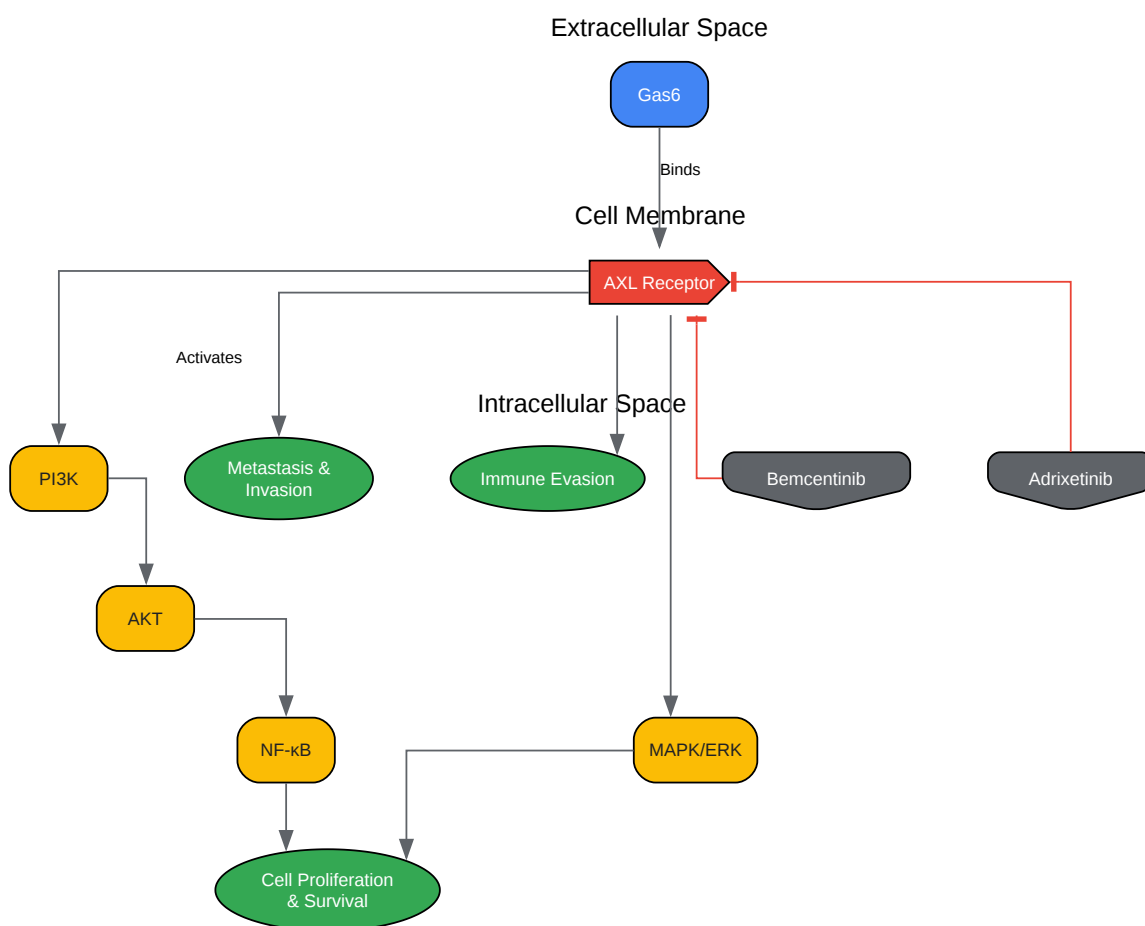 Extracellular Space
Gas6
Binds
Cell Membrane
AXL Receptor
Activates
Intracellular Space
PI3K
Metastasis &
Invasion
Immune Evasion
Bemcentinib
Adrixetinib
AKT
NF-κB
MAPK/ERK
Cell Proliferation
& Survival